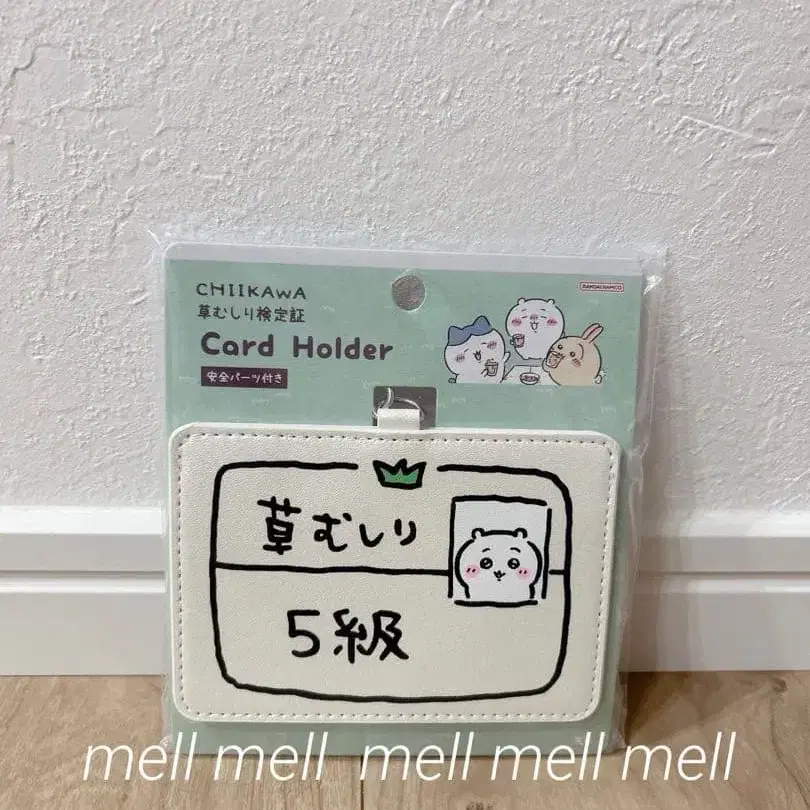 CHIIKAWA
草むしり検定証
Card Holder
安全パーツ付き
BANDAI NAMCO
草むしり
5級
mell mell mell mell mell